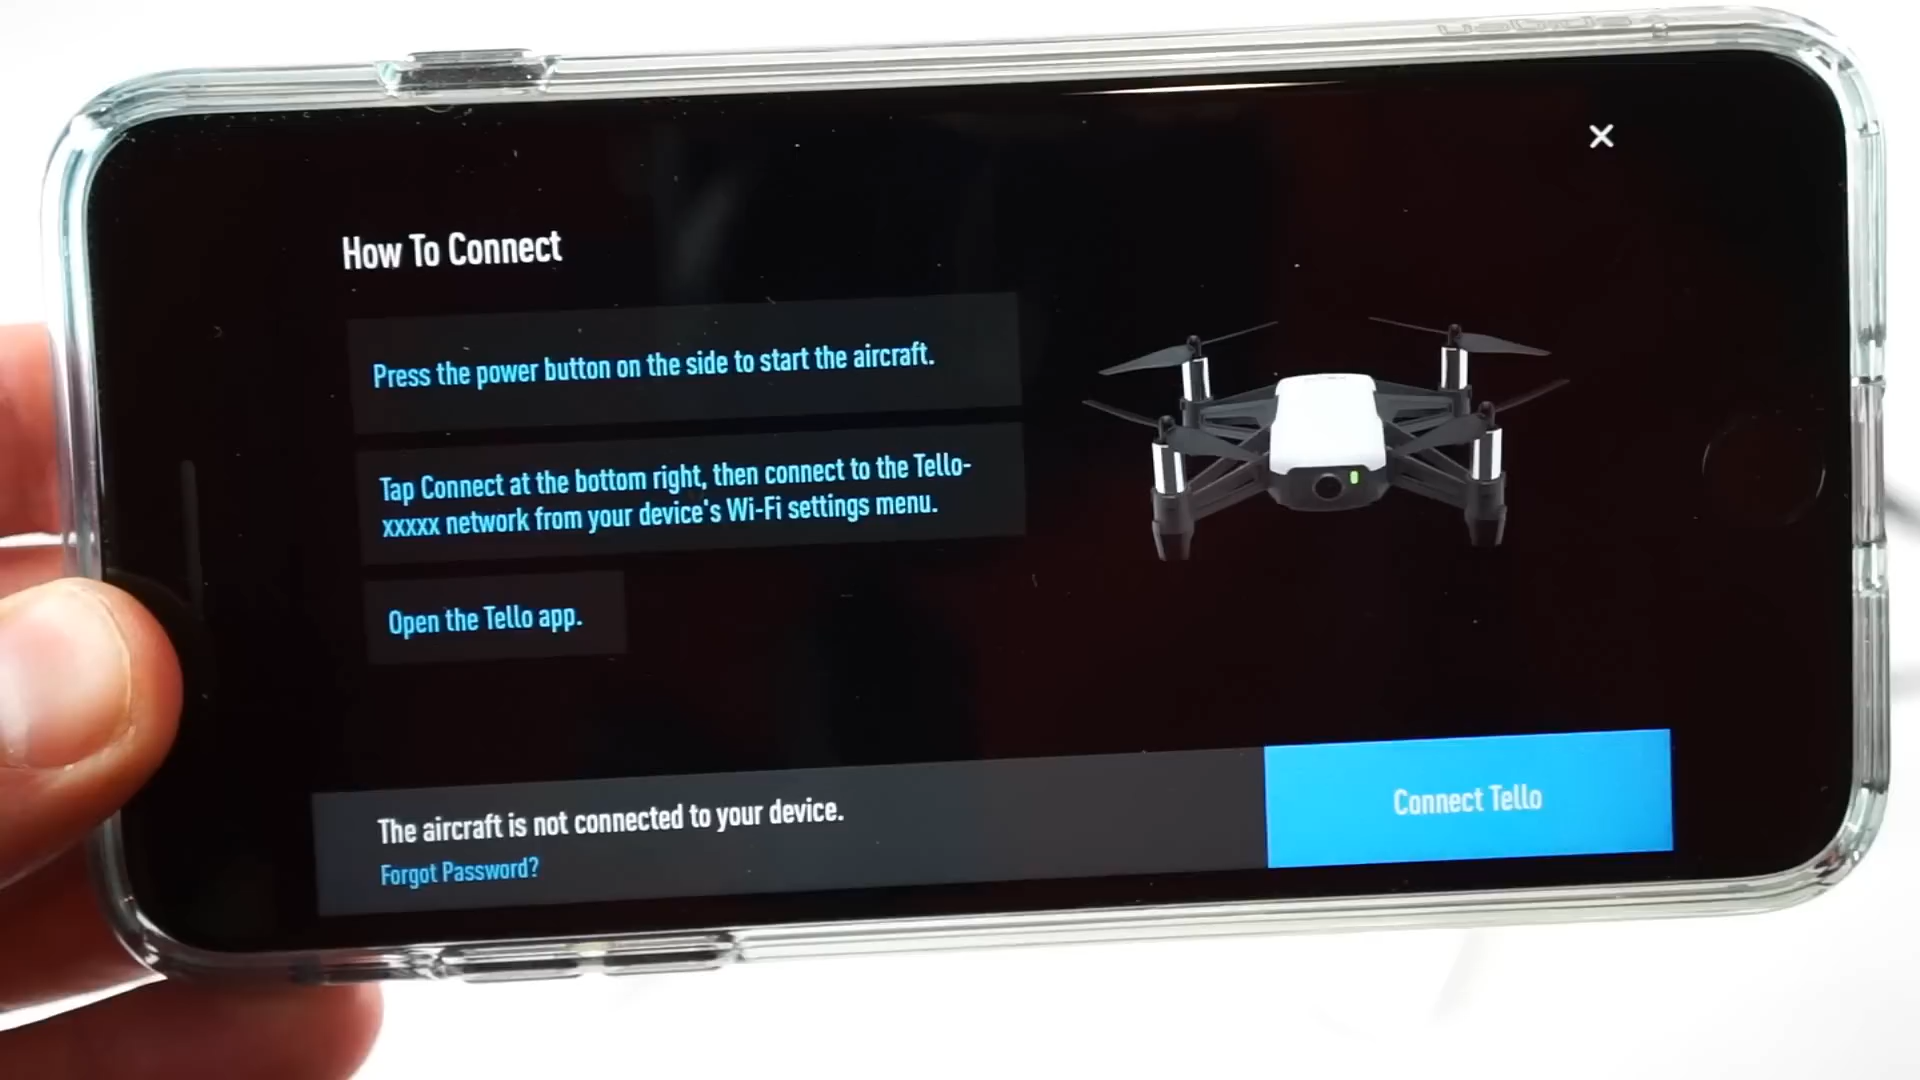 spigen
How To Connect
Press the power button on the side to start the aircraft.
Tap Connect at the bottom right, then connect to the Tello-
xxxxx network from your device's Wi-Fi settings menu.
Open the Tello app.
The aircraft is not connected to your device.
Forgot Password?
Connect Tello